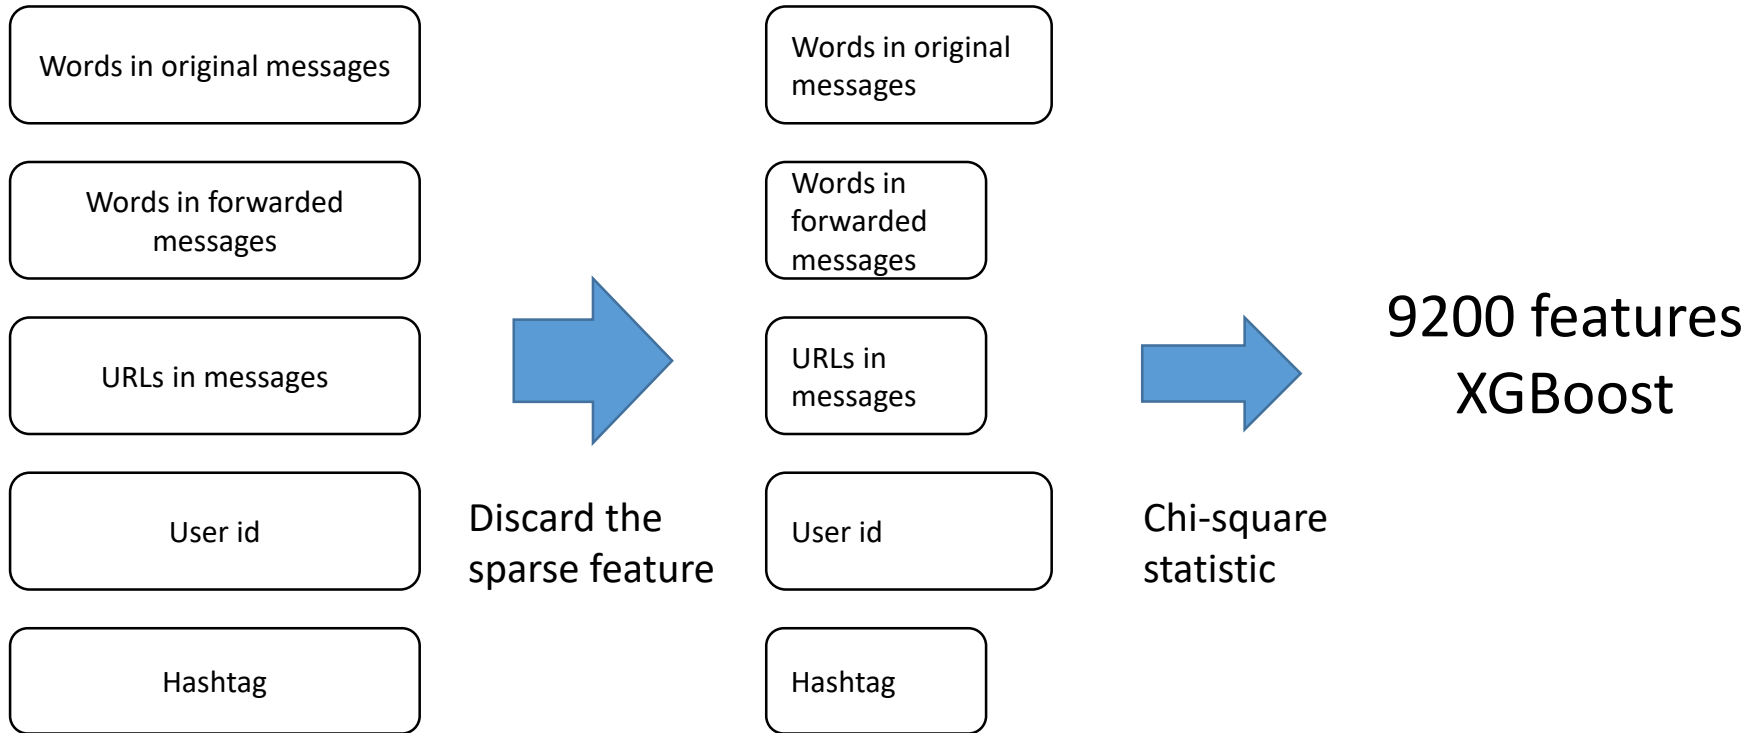 Words in original messages
Words in forwarded
messages
URLs in messages
User id
Hashtag
Discard the
sparse feature
Words in original
messages
Words in
forwarded
messages
URLs in
messages
User id
Hashtag
Chi-square
statistic
9200 features
XGBoost